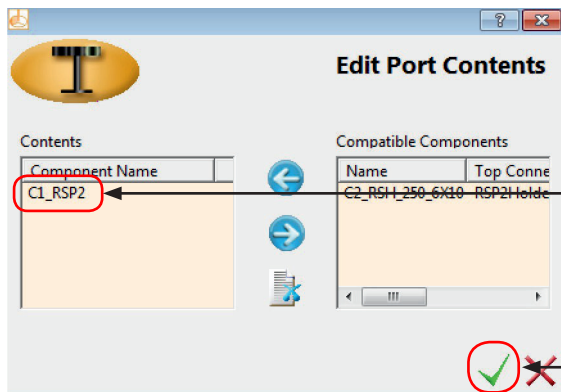 ?
Edit Port Contents
Contents
Compatible Components
Component Name
Name Top Conne
C1_RSP2
C2_RSH_250_6X10 RSP2Holde